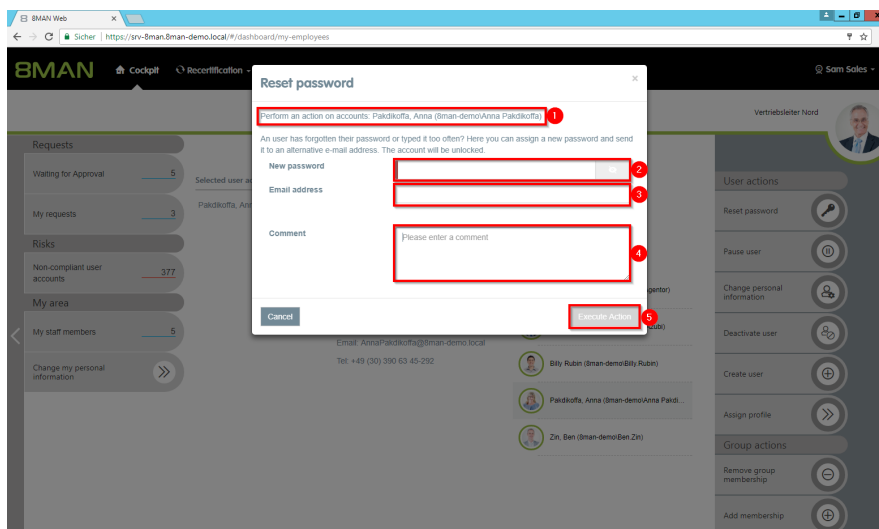 8MAN Web
Sicher | https://srv-8man.8man-demo.local/#/dashboard/my-employees
8MAN
Cockpit
Recertification
Sam Sales
Vertriebsleiter Nord
Reset password
×
Perform an action on accounts: Pakdikoffa, Anna (8man-demo\Anna Pakdikoffa)
1
An user has forgotten their password or typed it too often? Here you can assign a new password and send
it to an alternative e-mail address. The account will be unlocked.
New password
2
Email address
3
Comment
Please enter a comment
4
Cancel
Execute Action
5
Requests
Waiting for Approval
5
My requests
3
Risks
Non-compliant user
accounts
377
My area
My staff members
5
Change my personal
information
Selected user
Pakdikoffa,
Email: AnnaPakdikoffa@8man-demo.local
Tel: +49 (30) 390 63 45-292
Billy Rubin (8man-demo\Billy.Rubin)
Pakdikoffa, Anna (8man-demo\Anna Pakdi...
Zin, Ben (8man-demo\Ben.Zin)
User actions
Reset password
Pause user
Change personal
information
Deactivate user
Create user
Assign profile
Group actions
Remove group
membership
Add membership